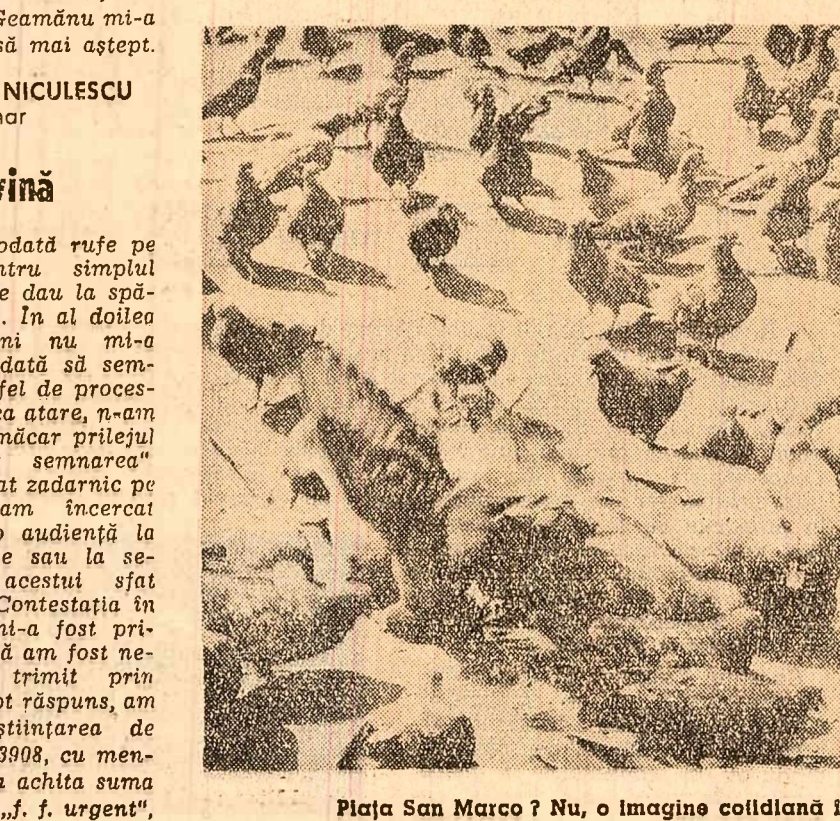 Geamănu mi-a
să mai aştept.
NICULESCU
nar
vină
odată rufe pe
ntru simplul
e dau la spă-
. În al doilea
ni nu mi-a
dată să sem-
fel de proces-
ca atare, n-am
măcar prilejul
semnarea"
at zadarnic pe
am încercat
o audienţă la
e sau la se-
acestui sfat
Contestaţia în
mi-a fost pri-
ă am fost ne-
trimit prin
ot răspuns, am
ştiinţarea de
3908, cu men-
a achita suma
„f. f. urgent",
Piaţa San Marco ? Nu, o imagine cotidiană î